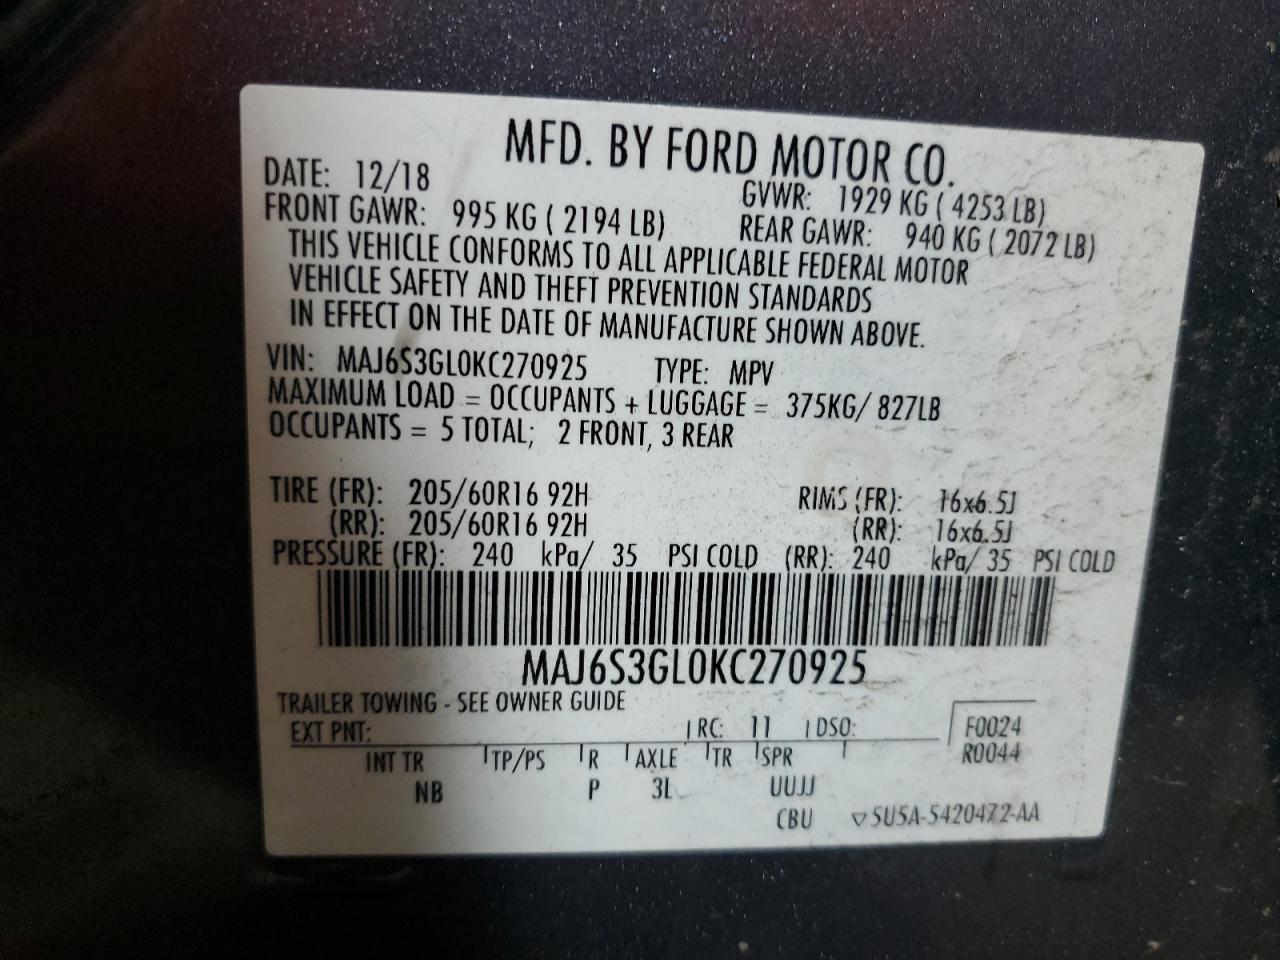 MFD. BY FORD MOTOR CO.
DATE: 12/18 GVWR: 1929 KG ( 4253 LB)
FRONT GAWR: 995 KG ( 2194 LB) REAR GAWR: 940 KG ( 2072 LB)
THIS VEHICLE CONFORMS TO ALL APPLICABLE FEDERAL MOTOR
VEHICLE SAFETY AND THEFT PREVENTION STANDARDS
IN EFFECT ON THE DATE OF MANUFACTURE SHOWN ABOVE.
VIN: MAJ6S3GL0KC270925 TYPE: MPV
MAXIMUM LOAD = OCCUPANTS + LUGGAGE = 375KG/ 827LB
OCCUPANTS = 5 TOTAL; 2 FRONT, 3 REAR
TIRE (FR): 205/60R16 92H RIMS (FR): 16x6.5J
(RR): 205/60R16 92H (RR): 16x6.5J
PRESSURE (FR): 240 kPa/ 35 PSI COLD (RR): 240 kPa/ 35 PSI COLD
MAJ6S3GL0KC270925
TRAILER TOWING - SEE OWNER GUIDE
EXT PNT: RC: 11 DSO: F0024
R0044
INT TR TP/PS R AXLE TR SPR
NB P 3L UUJJ
CBU ▽5U5A-5420472-AA